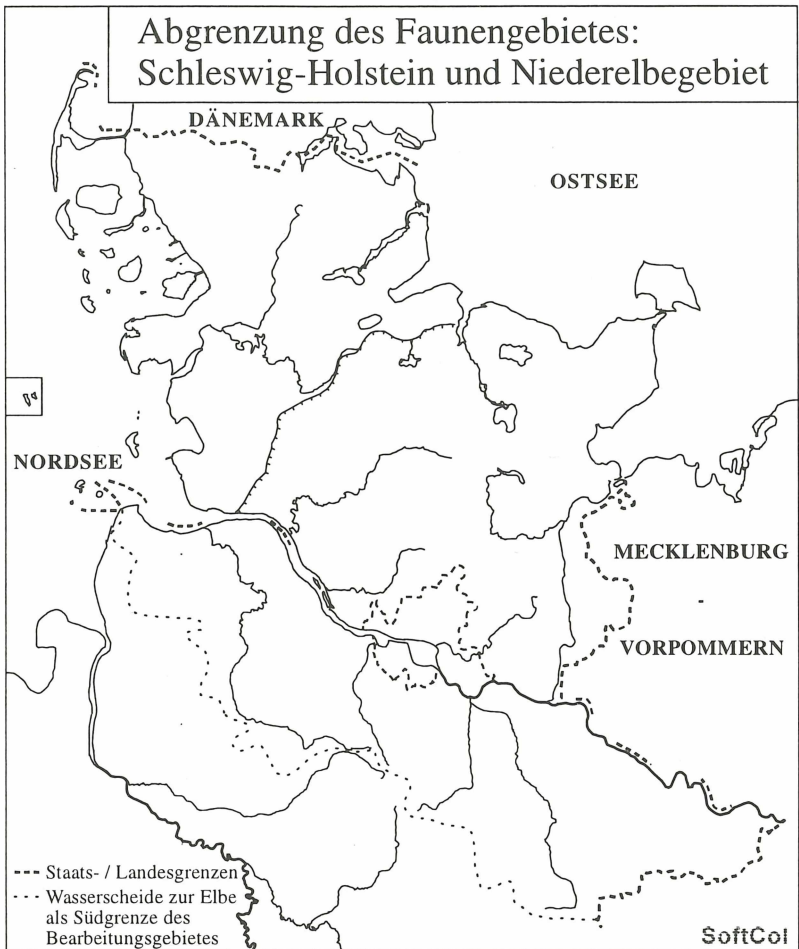 Abgrenzung des Faunengebietes:
Schleswig-Holstein und Niederelbegebiet
DÄNEMARK
OSTSEE
NORDSEE
MECKLENBURG
VORPOMMERN
Staats- / Landesgrenzen
Wasserscheide zur Elbe
als Südgrenze des
Bearbeitungsgebietes
SoftCol